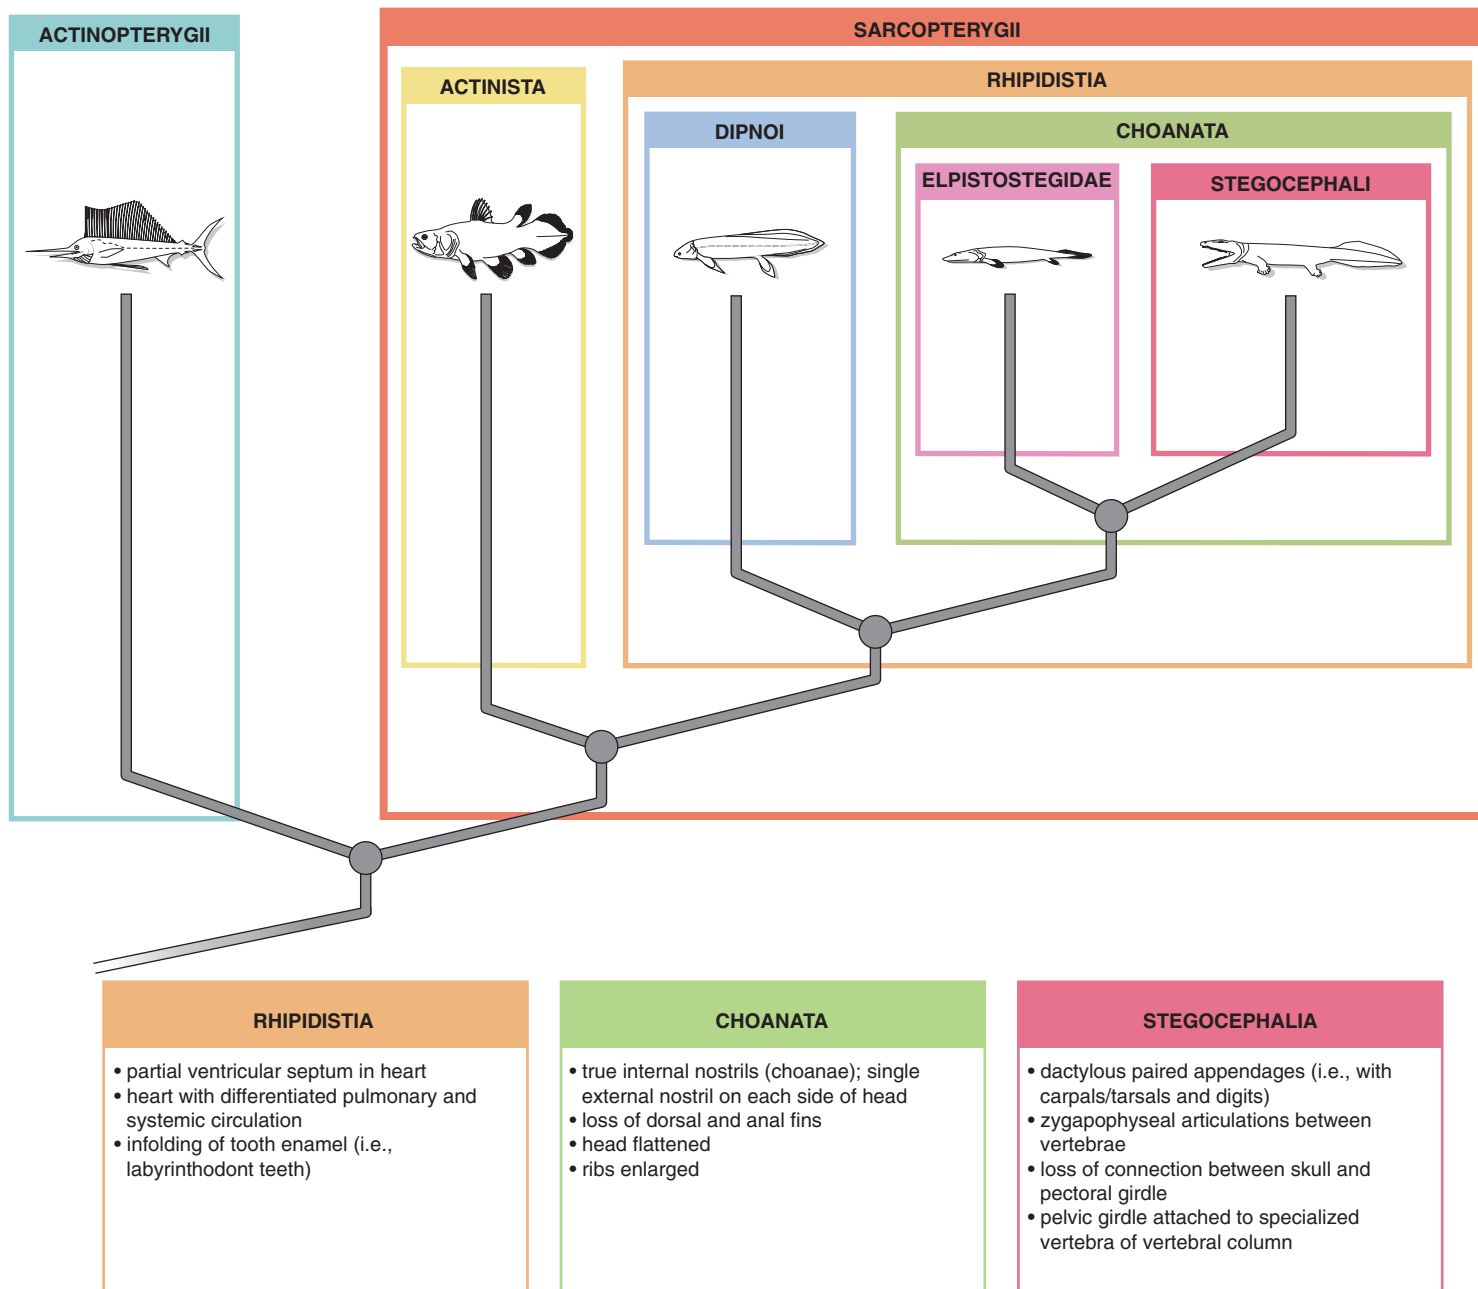 ACTINOPTERYGII
SARCOPTERYGII
ACTINISTA
RHIPIDISTIA
DIPNOI
CHOANATA
ELPISTOSTEGIDAE
STEGOCEPHALI
RHIPIDISTIA
• partial ventricular septum in heart
• heart with differentiated pulmonary and
systemic circulation
• infolding of tooth enamel (i.e.,
labyrinthodont teeth)
CHOANATA
• true internal nostrils (choanae); single
external nostril on each side of head
• loss of dorsal and anal fins
• head flattened
• ribs enlarged
STEGOCEPHALIA
• dactylous paired appendages (i.e., with
carpals/tarsals and digits)
• zygapophyseal articulations between
vertebrae
• loss of connection between skull and
pectoral girdle
• pelvic girdle attached to specialized
vertebra of vertebral column